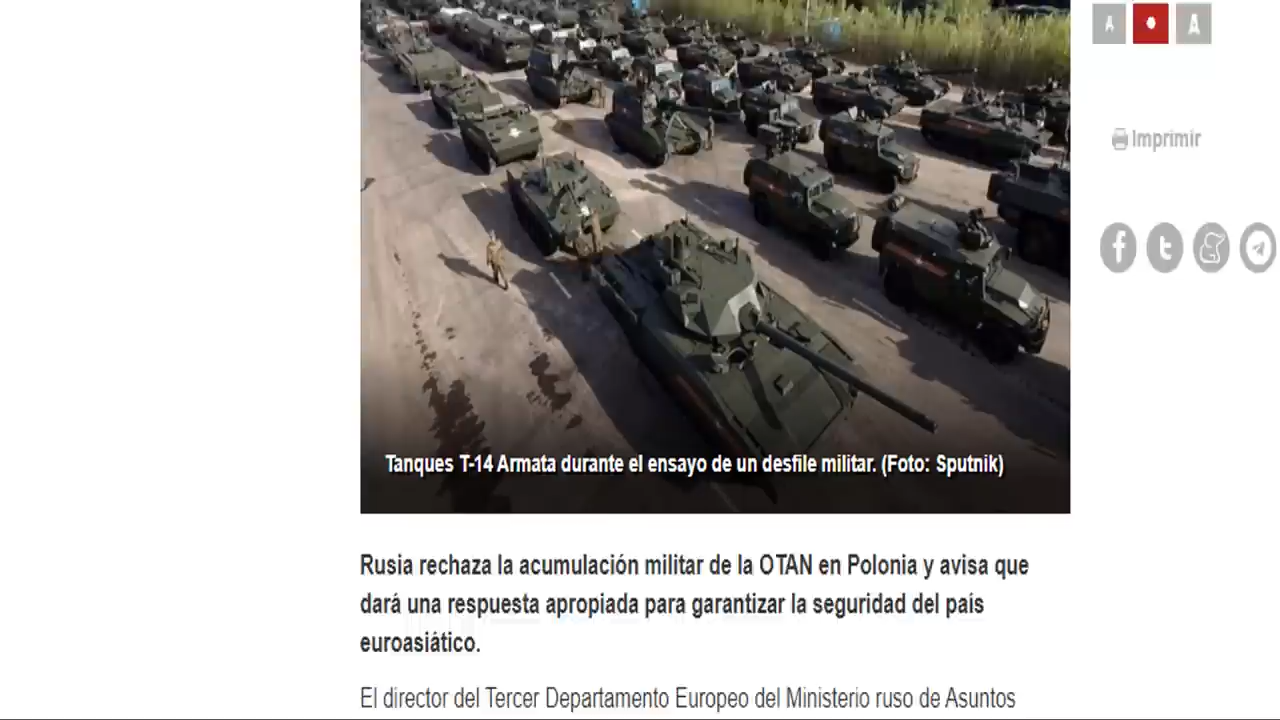 A
A
Imprimir
Tanques T-14 Armata durante el ensayo de un desfile militar. (Foto: Sputnik)
Rusia rechaza la acumulación militar de la OTAN en Polonia y avisa que
dará una respuesta apropiada para garantizar la seguridad del país
euroasiático.
El director del Tercer Departamento Europeo del Ministerio ruso de Asuntos